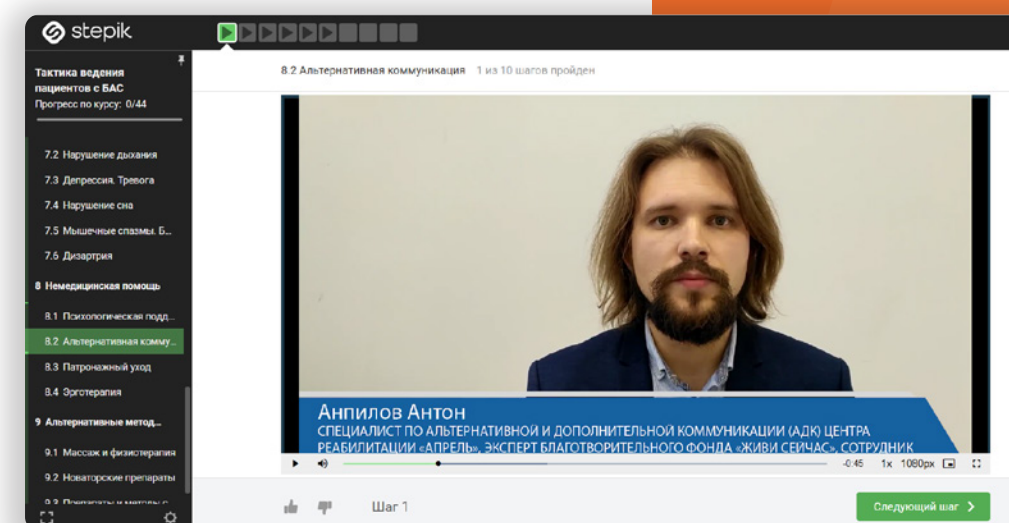 stepik
Тактика ведения
пациентов с БАС
Прогресс по курсу: 0/44
7.2 Нарушение дыхания
7.3 Депрессия. Тревога
7.4 Нарушение сна
7.5 Мышечные спазмы. Б...
7.6 Дизартрия
8 Немедицинская помощь
8.1 Психологическая подд...
8.2 Альтернативная комму...
8.3 Патронажный уход
8.4 Эрготерапия
9 Альтернативные метод...
9.1 Массаж и физиотерапия
9.2 Новаторские препараты
9.3 Препараты и методы с
8.2 Альтернативная коммуникация 1 из 10 шагов пройден
Анпилов Антон
СПЕЦИАЛИСТ ПО АЛЬТЕРНАТИВНОЙ И ДОПОЛНИТЕЛЬНОЙ КОММУНИКАЦИИ (АДК) ЦЕНТРА
РЕАБИЛИТАЦИИ «АПРЕЛЬ», ЭКСПЕРТ БЛАГОТВОРИТЕЛЬНОГО ФОНДА «ЖИВИ СЕЙЧАС», СОТРУДНИК
-0:45 1x 1080px
Шаг 1
Следующий шаг